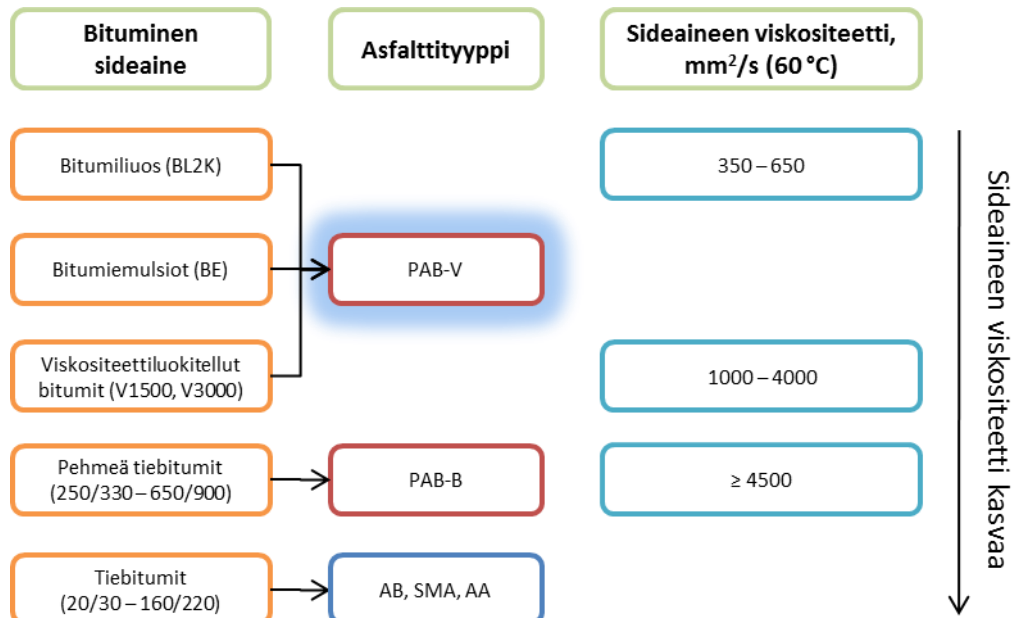 Bituminen
sideaine
Asfalttityyppi
Sideaineen viskositeetti,
mm²/s (60 °C)
Bitumiliuos (BL2K)
350 – 650
Bitumiemulsiot (BE)
PAB-V
Viskositeettiluokitellut
bitumit (V1500, V3000)
1000 – 4000
Pehmeä tiebitumit
(250/330 – 650/900)
PAB-B
≥ 4500
Tiebitumit
(20/30 – 160/220)
AB, SMA, AA
Sideaineen viskositeetti kasvaa